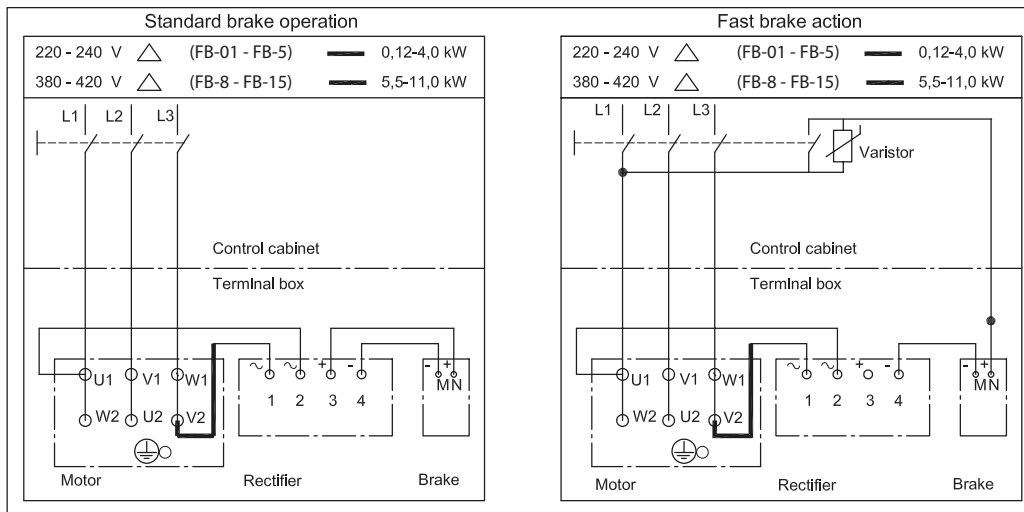 Standard brake operation
220 - 240 V (FB-01 - FB-5) 0,12-4,0 kW
380 - 420 V (FB-8 - FB-15) 5,5-11,0 kW
L1 L2 L3
Control cabinet
Terminal box
U1 V1 W1
W2 U2 V2
~ ~ + -
1 2 3 4
- +
M N
Motor Rectifier Brake
Fast brake action
220 - 240 V (FB-01 - FB-5) 0,12-4,0 kW
380 - 420 V (FB-8 - FB-15) 5,5-11,0 kW
L1 L2 L3
Varistor
Control cabinet
Terminal box
U1 V1 W1
W2 U2 V2
~ ~ + -
1 2 3 4
- +
M N
Motor Rectifier Brake